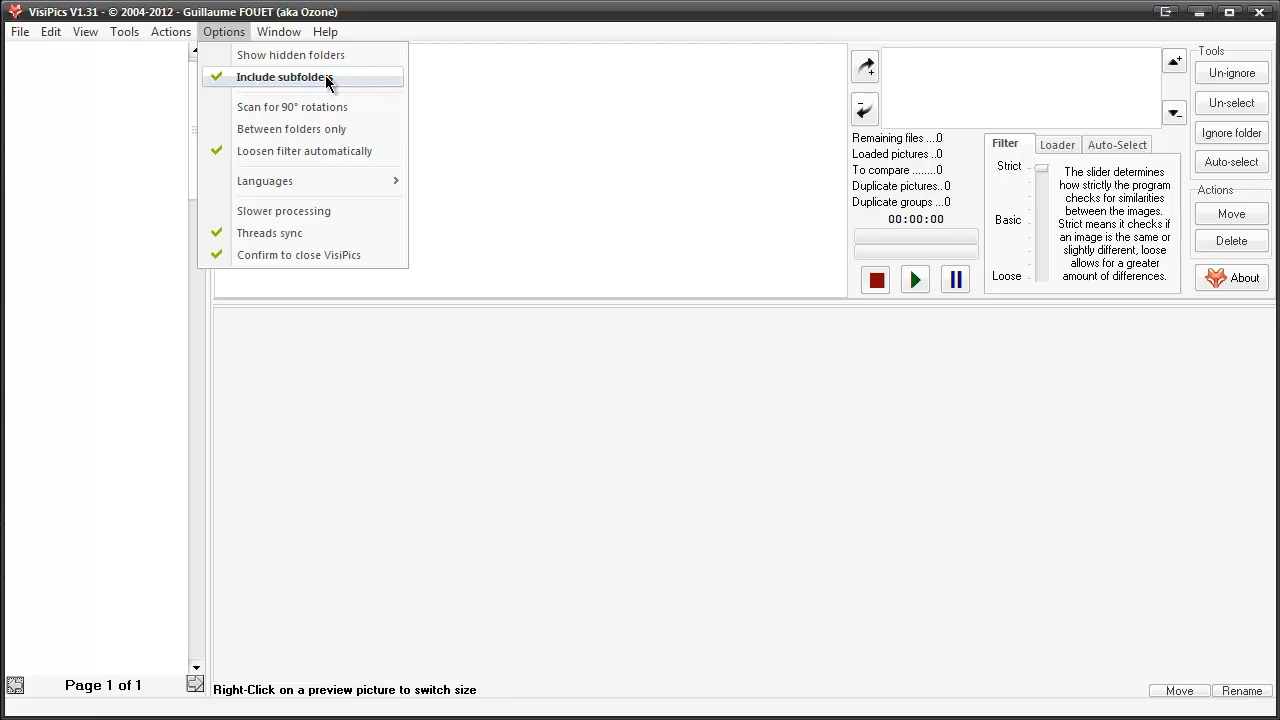 VisiPics V1.31 - © 2004-2012 - Guillaume FOUET (aka Ozone)
File Edit View Tools Actions Options Window Help
Show hidden folders
Include subfolders
Scan for 90° rotations
Between folders only
Loosen filter automatically
Languages
Slower processing
Threads sync
Confirm to close VisiPics
Remaining files ...0
Loaded pictures ..0
To compare .......0
Duplicate pictures..0
Duplicate groups ...0
00:00:00
Filter Loader Auto-Select
Strict
Basic
Loose
The slider determines
how strictly the program
checks for similarities
between the images.
Strict means it checks if
an image is the same or
slightly different, loose
allows for a greater
amount of differences.
Tools
Un-ignore
Un-select
Ignore folder
Auto-select
Actions
Move
Delete
About
Page 1 of 1
Right-Click on a preview picture to switch size
Move Rename